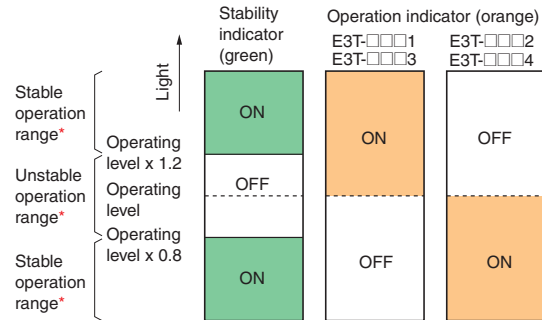 Stability
indicator
(green)
Operation indicator (orange)
E3T-□□□1
E3T-□□□3
E3T-□□□2
E3T-□□□4
Light
Stable
operation
range*
Operating
level x 1.2
Unstable
operation
range*
Operating
level
Operating
level x 0.8
Stable
operation
range*
ON
OFF
ON
ON
OFF
OFF
ON